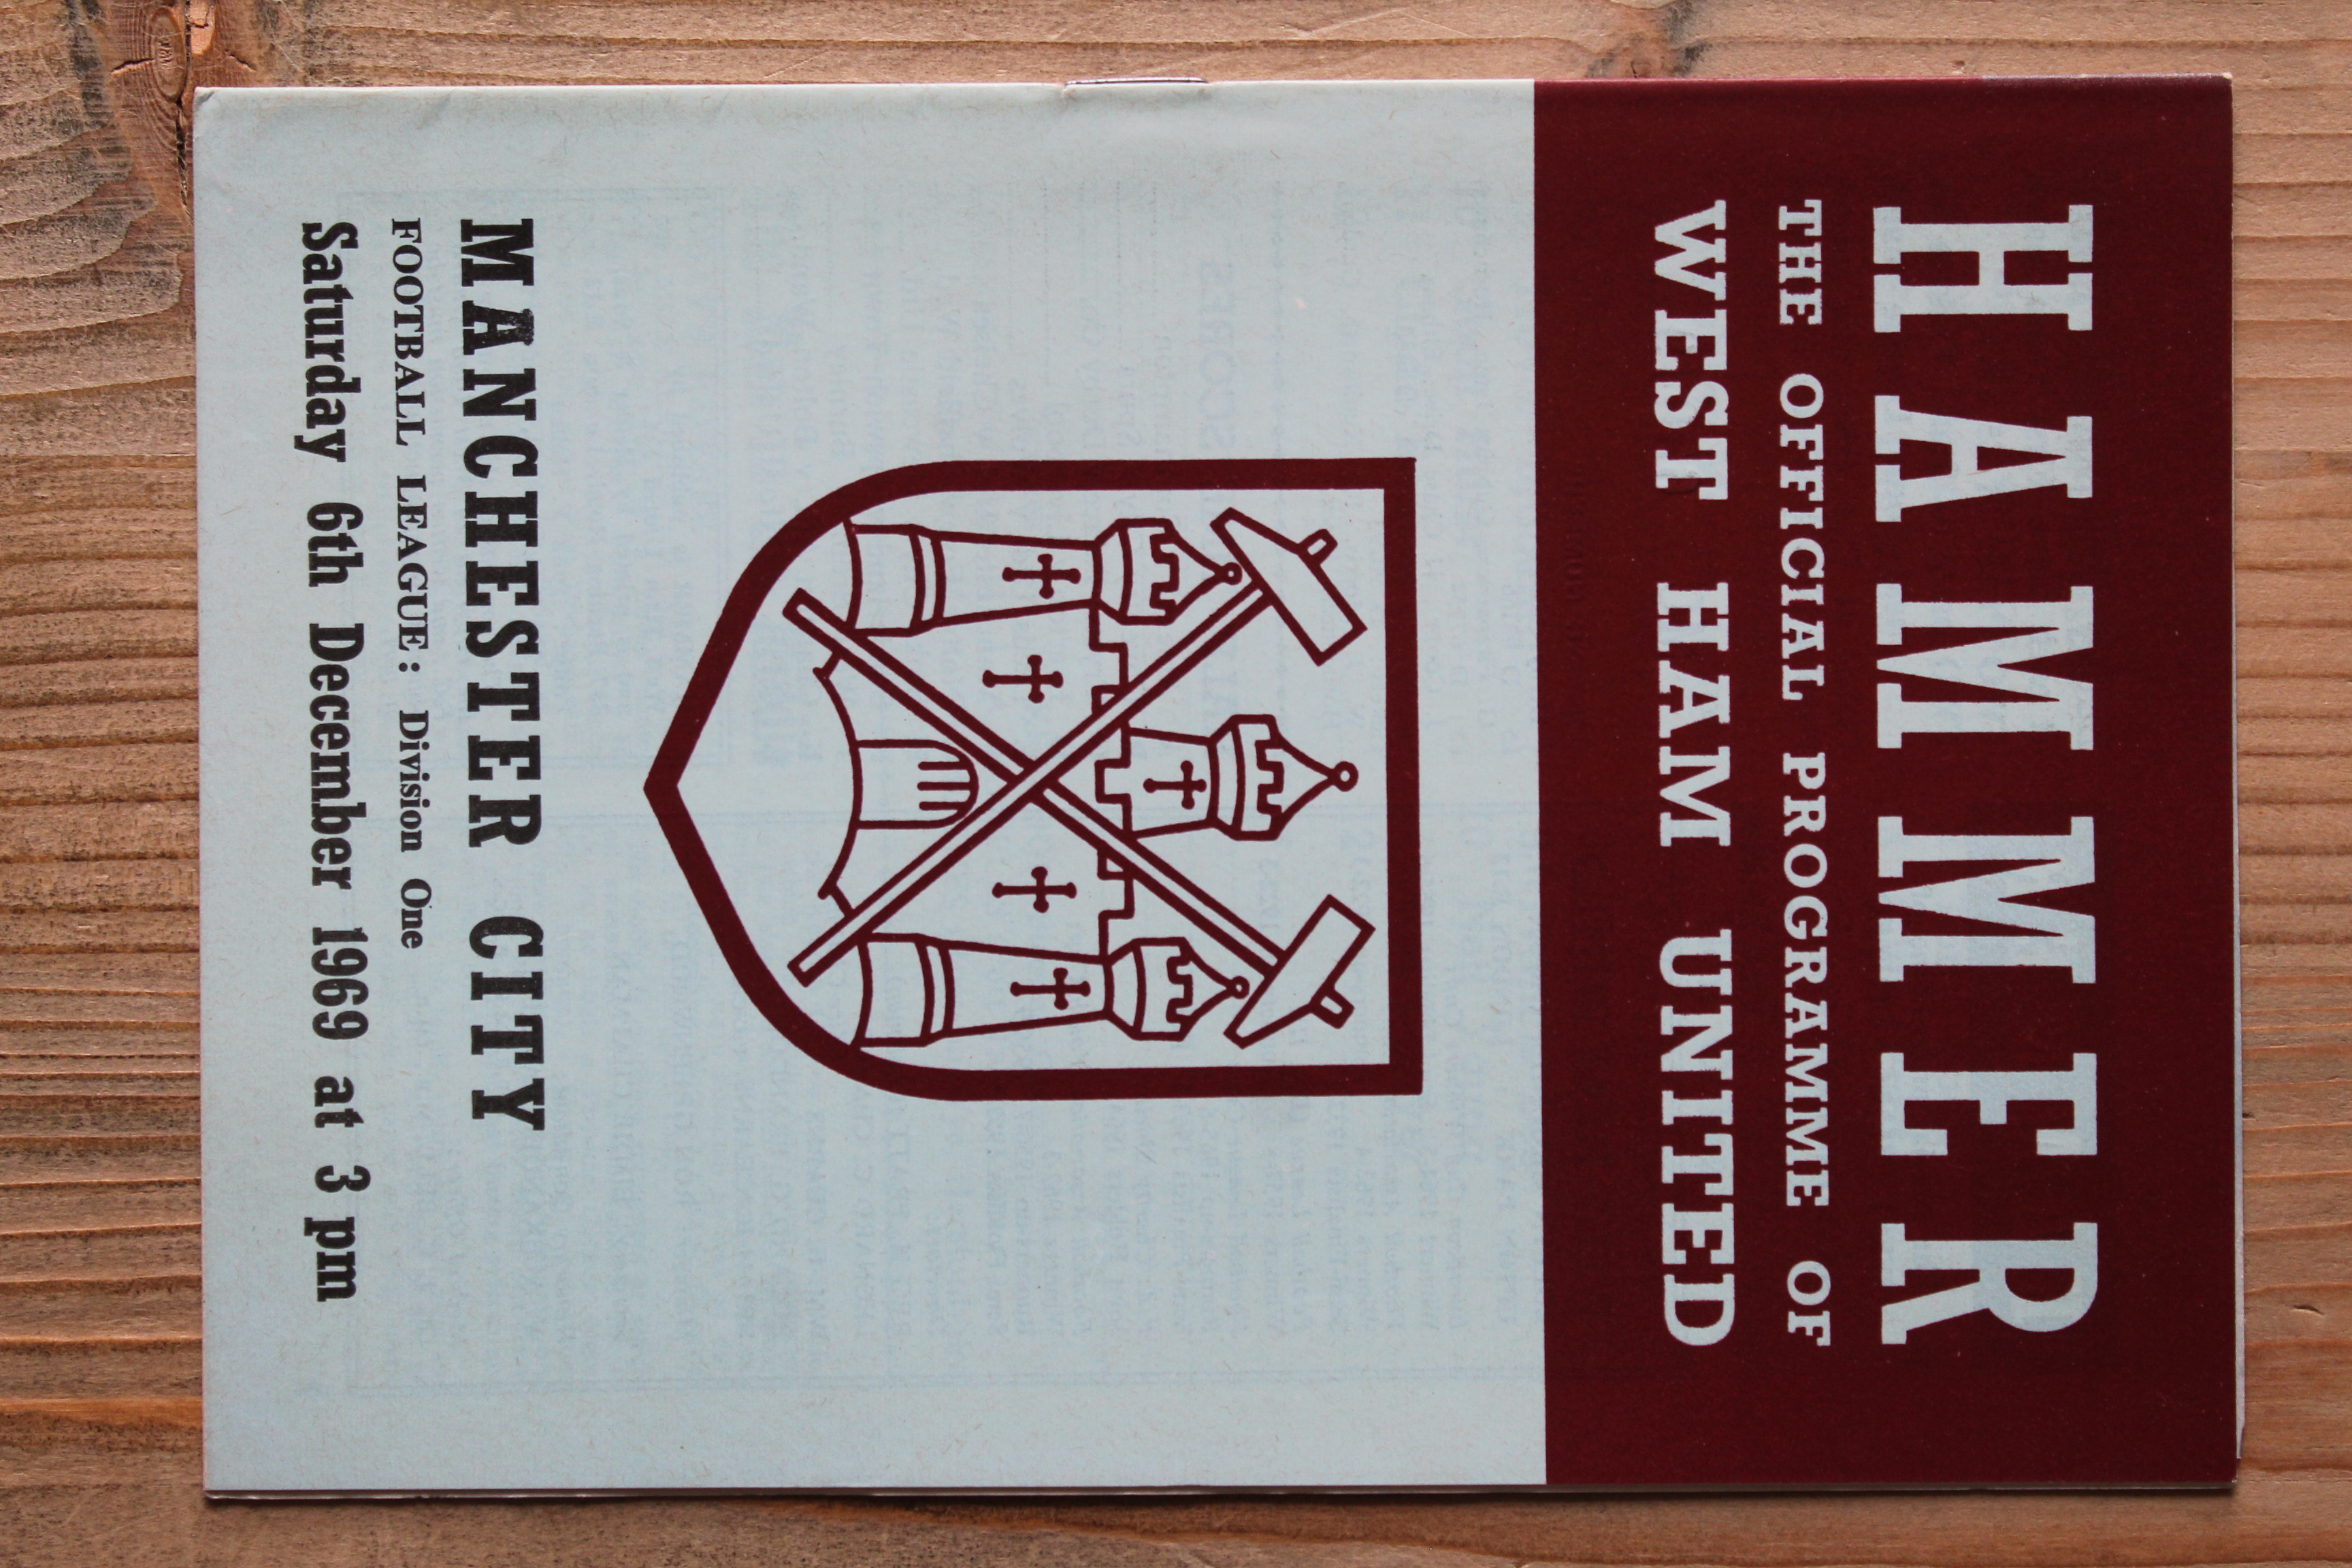 HAMMER
THE OFFICIAL PROGRAMME OF
WEST HAM UNITED
MANCHESTER CITY
FOOTBALL LEAGUE: Division One
Saturday 6th December 1969 at 3 pm